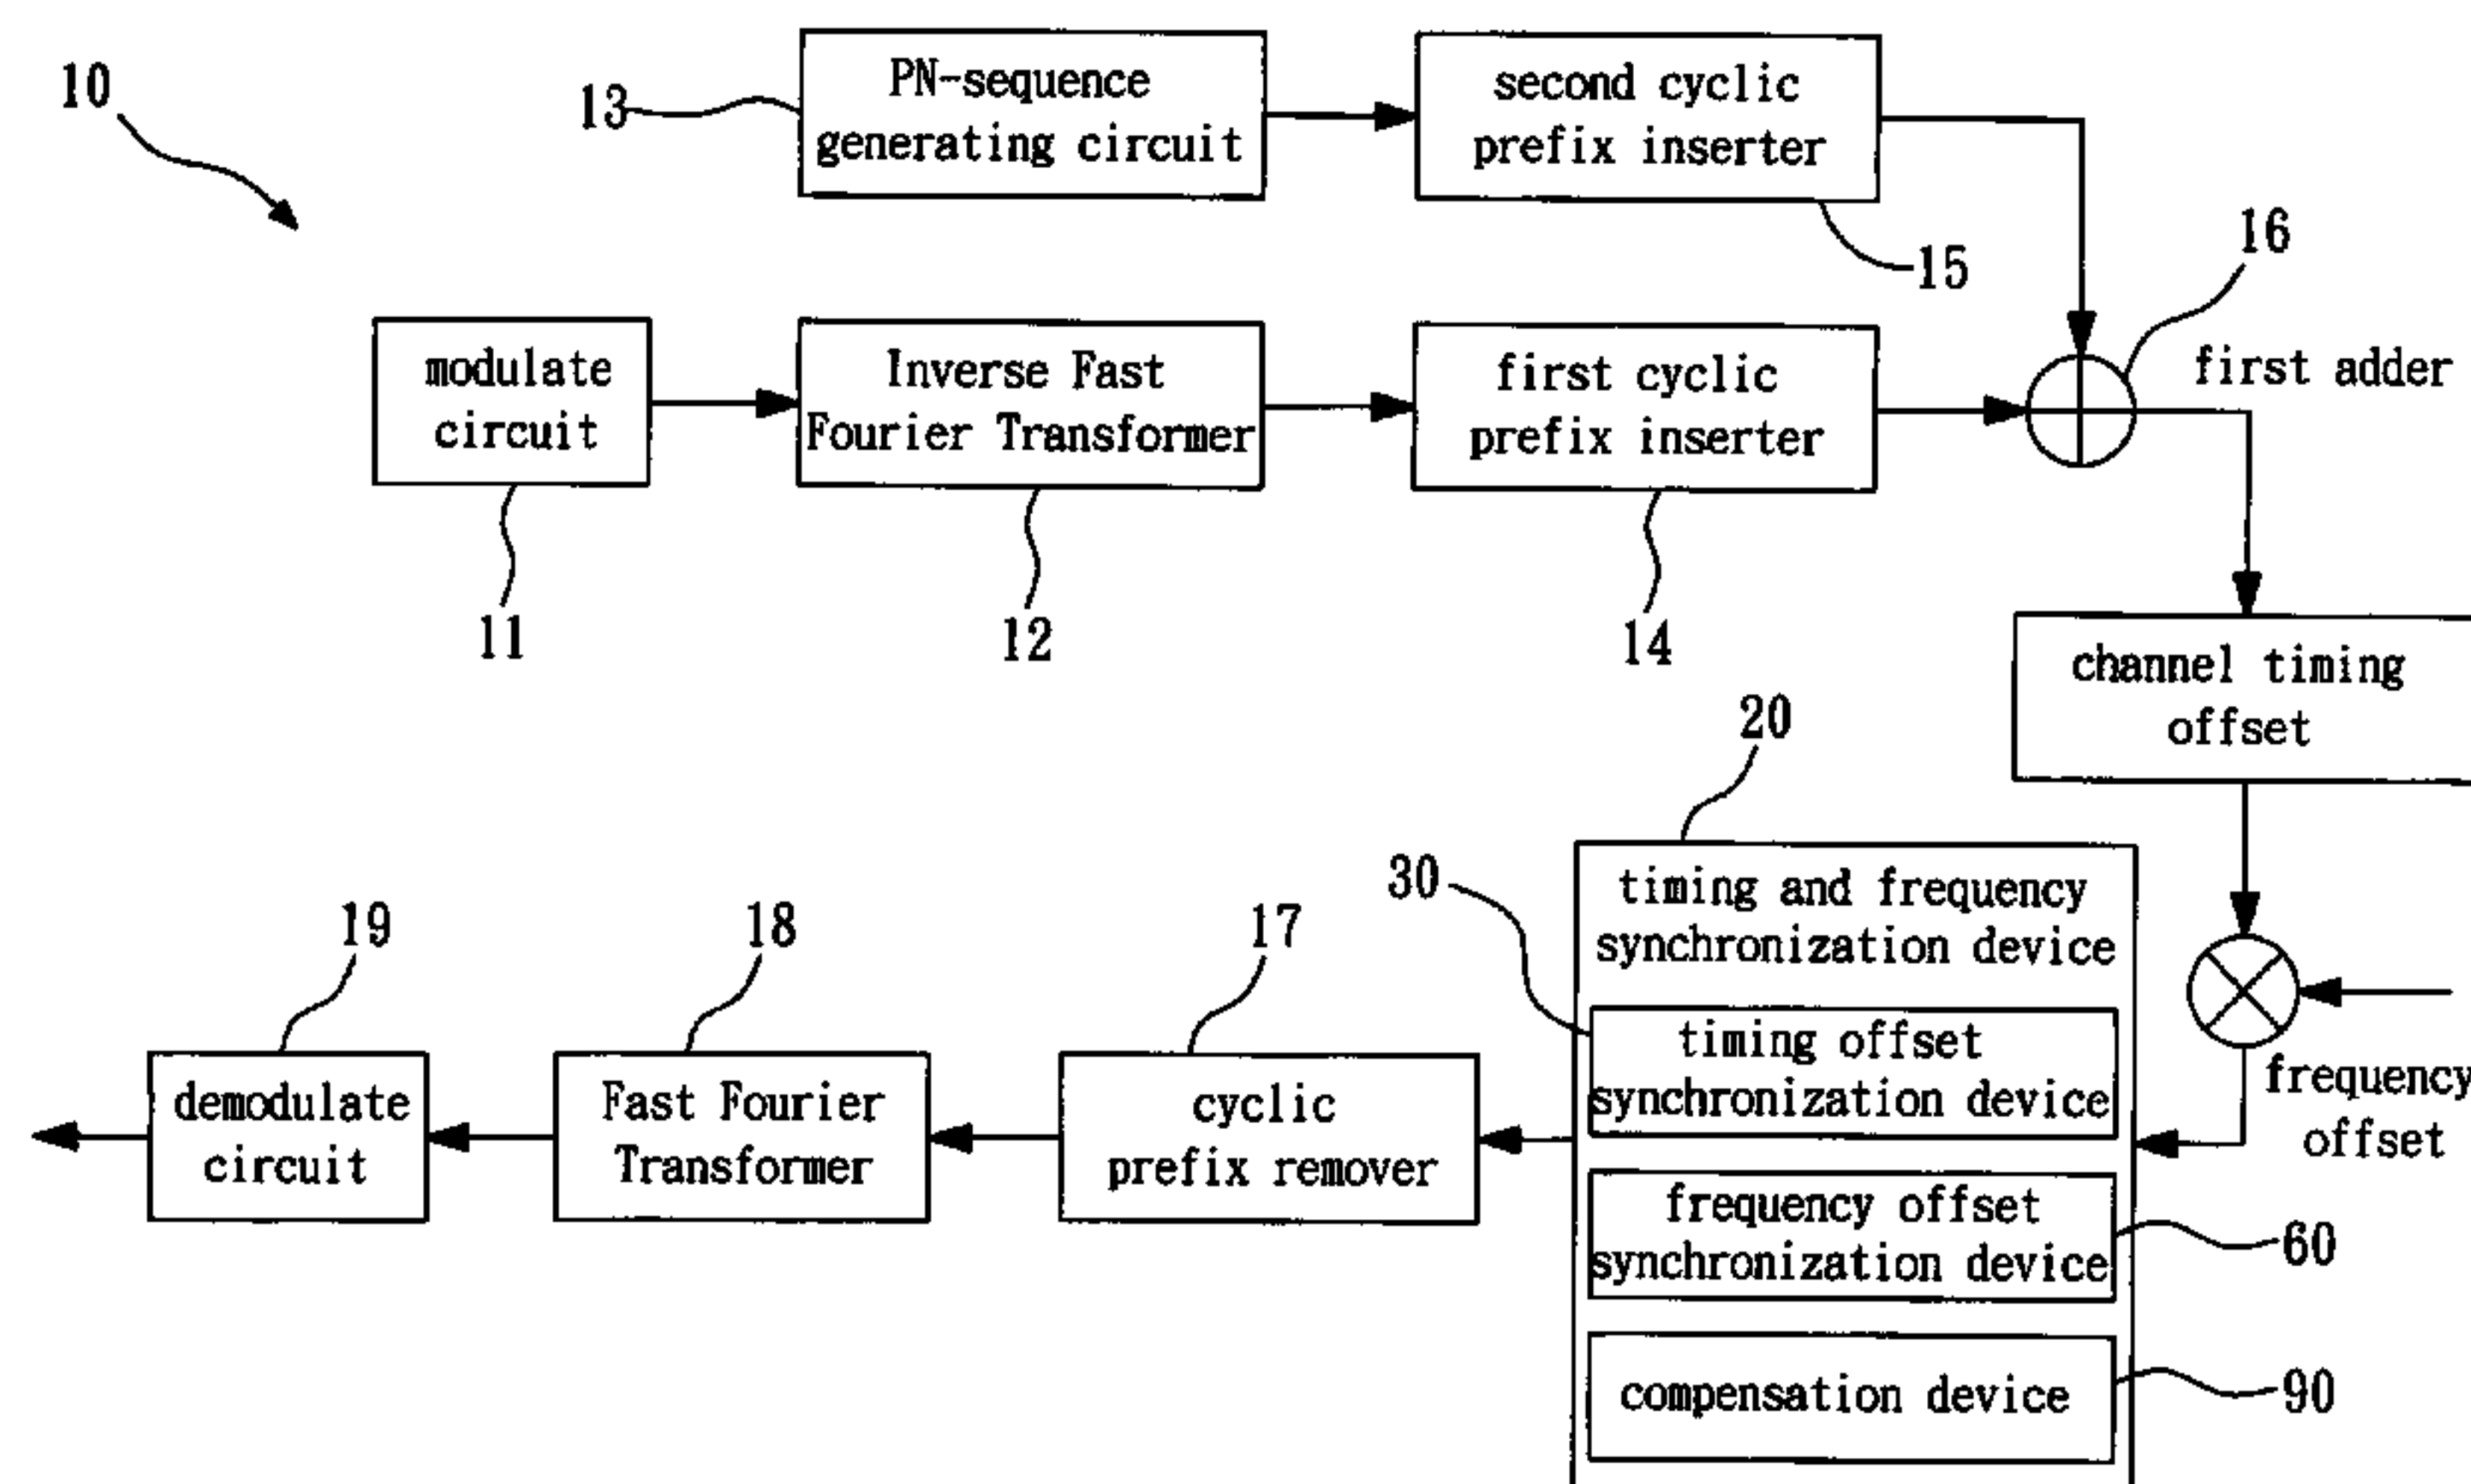 10
13
PN-sequence
generating circuit
second cyclic
prefix inserter
15
16
modulate
circuit
Inverse Fast
Fourier Transformer
first cyclic
prefix inserter
first adder
11
12
14
channel timing
offset
20
timing and frequency
synchronization device
30
timing offset
synchronization device
frequency offset
synchronization device
60
compensation device
90
frequency
offset
17
cyclic
prefix remover
18
Fast Fourier
Transformer
19
demodulate
circuit